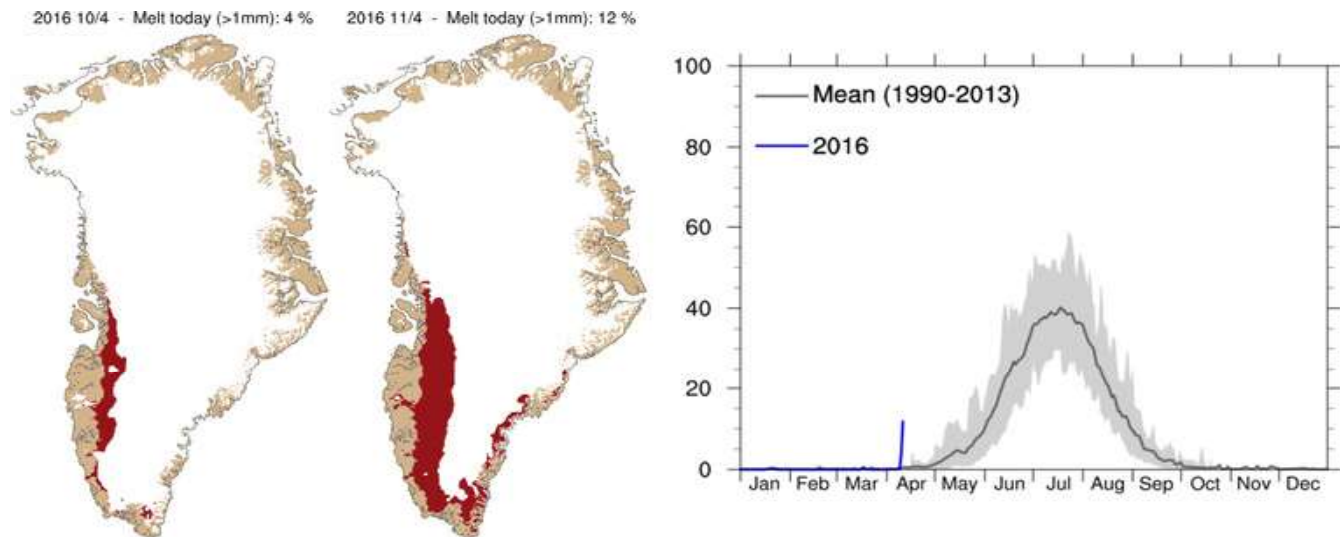 2016 10/4 - Melt today (>1mm): 4 %
2016 11/4 - Melt today (>1mm): 12 %
100
80
60
40
20
0
Mean (1990-2013)
2016
Jan Feb Mar Apr May Jun Jul Aug Sep Oct Nov Dec